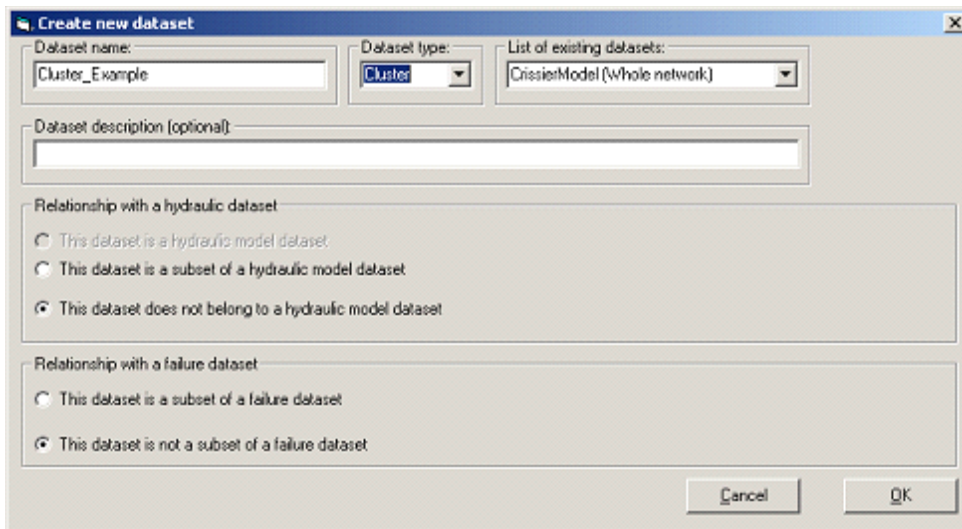 Create new dataset
Dataset name: Dataset type: List of existing datasets:
Cluster_Example Cluster CrissierModel (Whole network)
Dataset description (optional):
Relationship with a hydraulic dataset
This dataset is a hydraulic model dataset
This dataset is a subset of a hydraulic model dataset
This dataset does not belong to a hydraulic model dataset
Relationship with a failure dataset
This dataset is a subset of a failure dataset
This dataset is not a subset of a failure dataset
Cancel OK